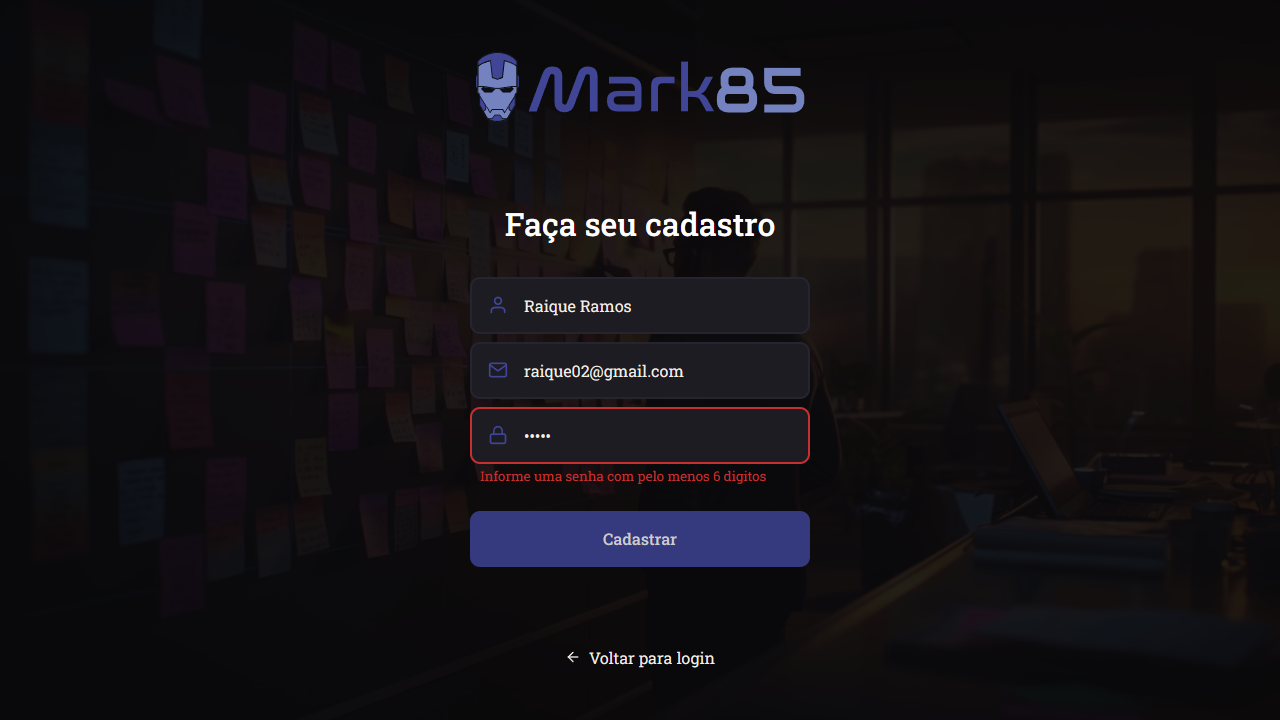 Mark85
Faça seu cadastro
Raique Ramos
raique02@gmail.com
•••••
Informe uma senha com pelo menos 6 digitos
Cadastrar
Voltar para login